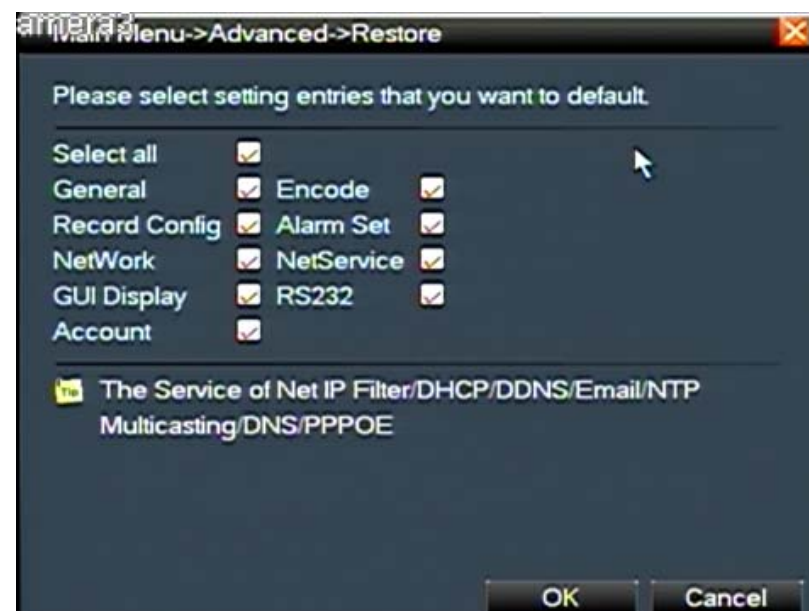 Main Menu->Advanced->Restore
Please select setting entries that you want to default.
Select all
General Encode
Record Config Alarm Set
NetWork NetService
GUI Display RS232
Account
Tip The Service of Net IP Filter/DHCP/DDNS/Email/NTP
Multicasting/DNS/PPPOE
OK Cancel